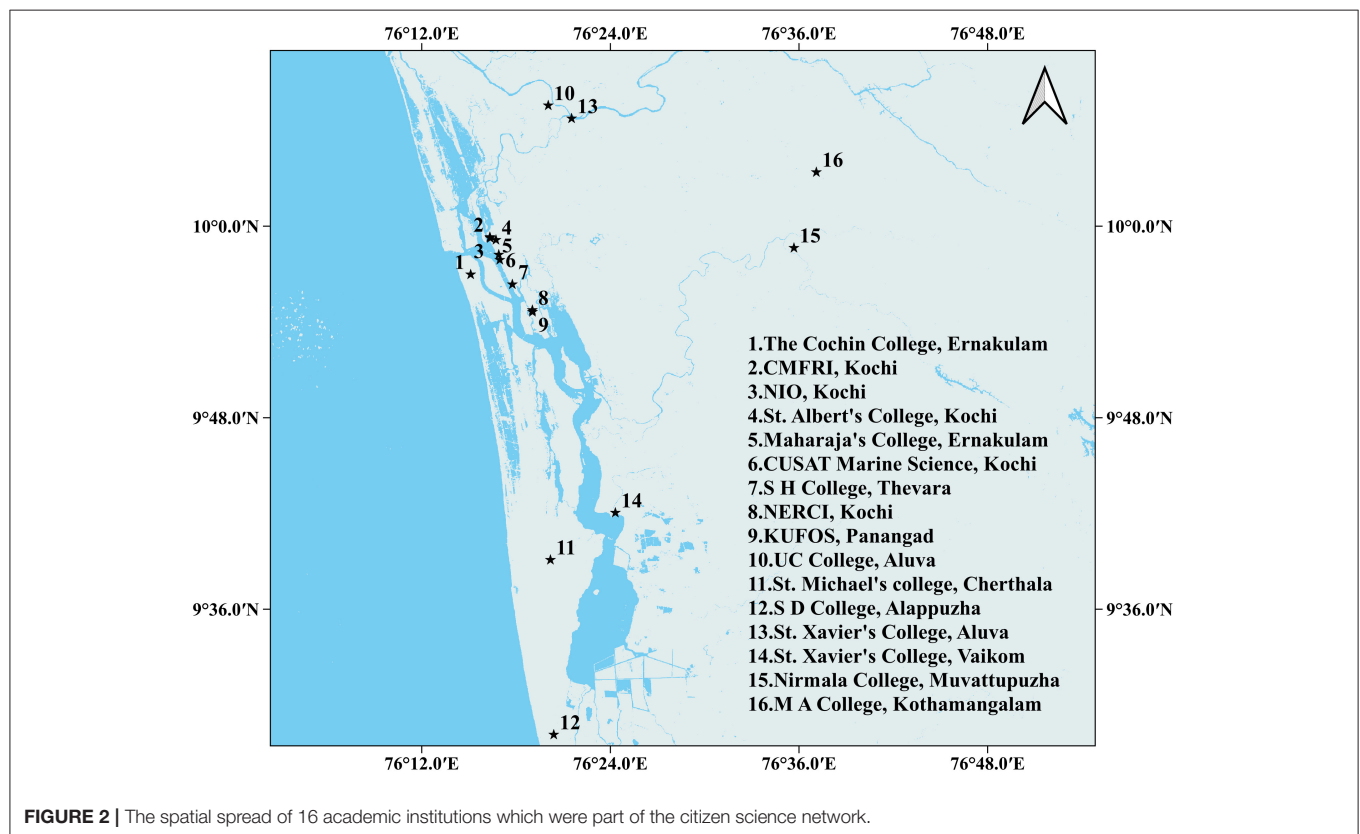 76°12.0'E 76°24.0'E 76°36.0'E 76°48.0'E
10
13
16
10°0.0'N 10°0.0'N
2 4
15
3 5
6
1
7
8
9
1.The Cochin College, Ernakulam
2.CMFRI, Kochi
3.NIO, Kochi
9°48.0'N 9°48.0'N
4.St. Albert's College, Kochi
5.Maharaja's College, Ernakulam
6.CUSAT Marine Science, Kochi
7.S H College, Thevara
14
8.NERCI, Kochi
9.KUFOS, Panangad
11
10.UC College, Aluva
11.St. Michael's college, Cherthala
9°36.0'N 9°36.0'N
12.S D College, Alappuzha
13.St. Xavier's College, Aluva
14.St. Xavier's College, Vaikom
15.Nirmala College, Muvattupuzha
16.M A College, Kothamangalam
12
76°12.0'E 76°24.0'E 76°36.0'E 76°48.0'E
FIGURE 2 | The spatial spread of 16 academic institutions which were part of the citizen science network.